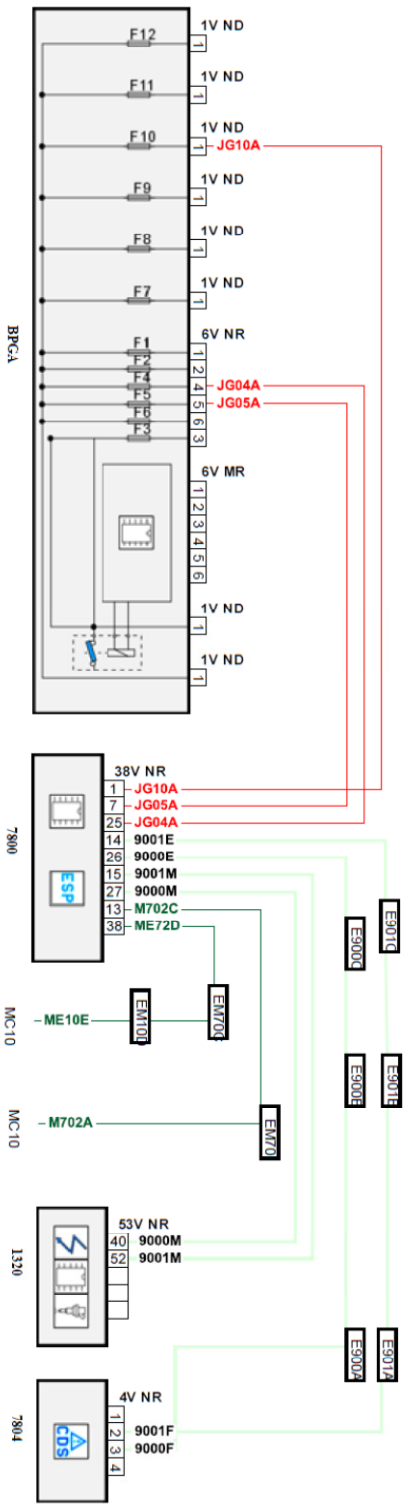 1V ND
F12
1
1V ND
F11
1
1V ND
F10
1
JG10A
1V ND
F9
1
1V ND
F8
1
1V ND
F7
1
6V NR
F1
1
F2
2
F4
4
JG04A
F5
5
JG05A
F6
6
F3
3
BPGA
6V MR
1
2
3
4
5
6
1V ND
1
1V ND
1
38V NR
1
JG10A
7
JG05A
25
JG04A
14
9001E
26
9000E
15
9001M
27
9000M
13
M702C
38
ME72D
7800
ESP
E901C
E900C
EM70C
EM10D
ME10E
MC10
E901B
E900B
M702A
MC10
EM70
53V NR
40
9000M
52
9001M
1320
E900A
E901A
4V NR
1
2
9001F
3
9000F
4
CDS
7804